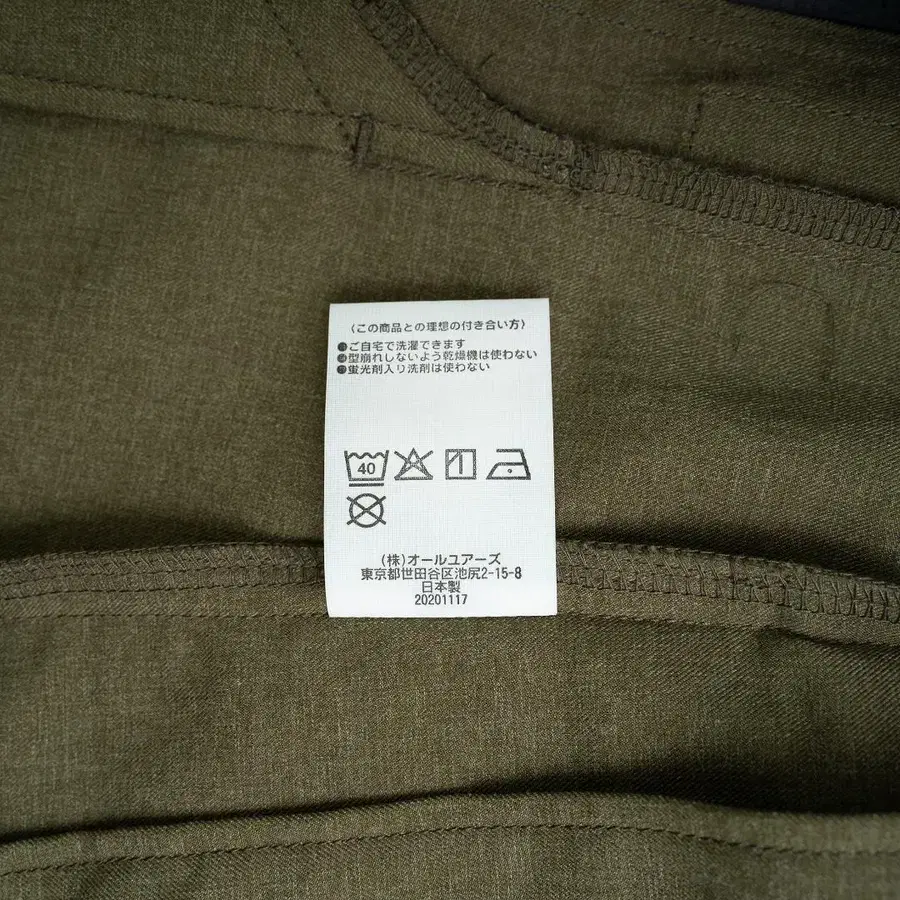 〈この商品との理想の付き合い方〉
ご自宅で洗濯できます
型崩れしないよう乾燥機は使わない
蛍光剤入り洗剤は使わない
40
(株)オールユアーズ
東京都世田谷区池尻2-15-8
日本製
20201117